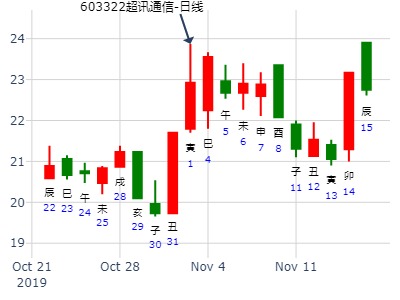 603322超讯通信-日线
24
23
22
21
20
19
辰
22
巳
23
午
24
未
25
戌
28
亥
29
子
30
丑
31
寅
1
巳
4
午
5
未
6
申
7
酉
8
子
11
丑
12
寅
13
卯
14
辰
15
Oct 21
2019
Oct 28
Nov 4
Nov 11